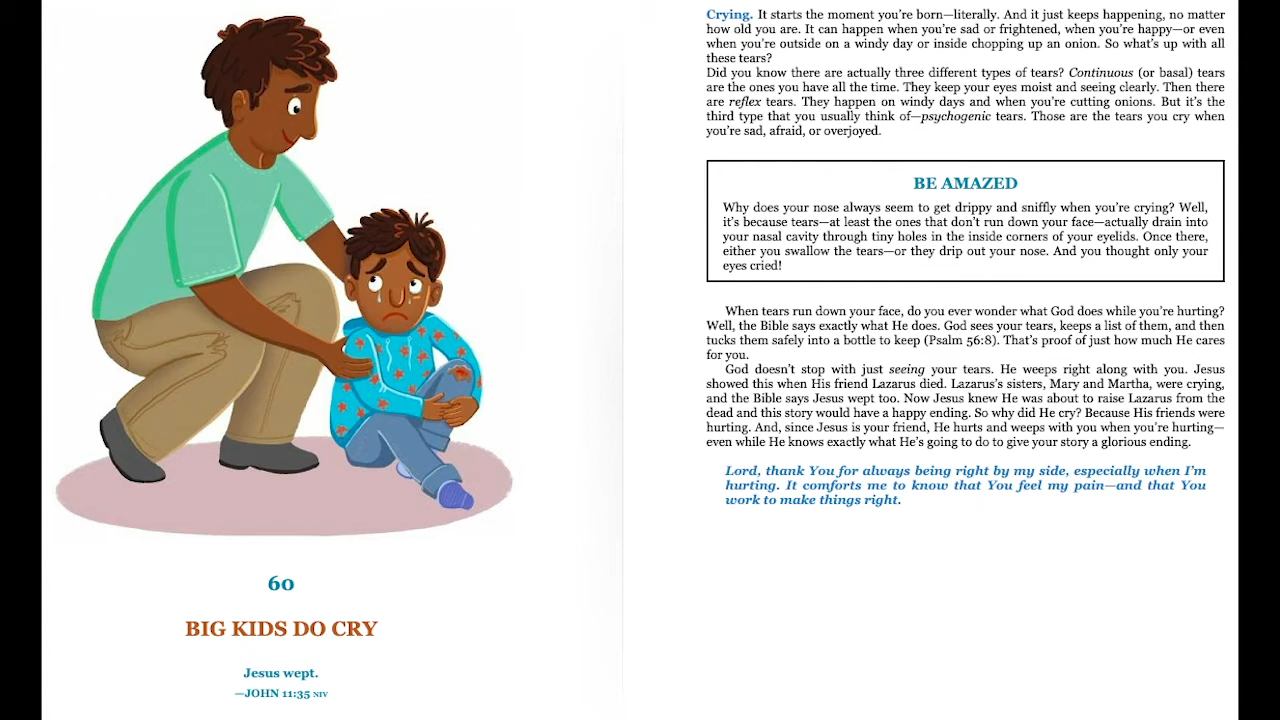 60
BIG KIDS DO CRY
Jesus wept.
—JOHN 11:35 NIV
Crying. It starts the moment you're born—literally. And it just keeps happening, no matter
how old you are. It can happen when you're sad or frightened, when you're happy—or even
when you're outside on a windy day or inside chopping up an onion. So what's up with all
these tears?
Did you know there are actually three different types of tears? Continuous (or basal) tears
are the ones you have all the time. They keep your eyes moist and seeing clearly. Then there
are reflex tears. They happen on windy days and when you're cutting onions. But it's the
third type that you usually think of—psychogenic tears. Those are the tears you cry when
you're sad, afraid, or overjoyed.
BE AMAZED
Why does your nose always seem to get drippy and sniffly when you're crying? Well,
it's because tears—at least the ones that don't run down your face—actually drain into
your nasal cavity through tiny holes in the inside corners of your eyelids. Once there,
either you swallow the tears—or they drip out your nose. And you thought only your
eyes cried!
When tears run down your face, do you ever wonder what God does while you're hurting?
Well, the Bible says exactly what He does. God sees your tears, keeps a list of them, and then
tucks them safely into a bottle to keep (Psalm 56:8). That's proof of just how much He cares
for you.
God doesn't stop with just seeing your tears. He weeps right along with you. Jesus
showed this when His friend Lazarus died. Lazarus's sisters, Mary and Martha, were crying,
and the Bible says Jesus wept too. Now Jesus knew He was about to raise Lazarus from the
dead and this story would have a happy ending. So why did He cry? Because His friends were
hurting. And, since Jesus is your friend, He hurts and weeps with you when you're hurting—
even while He knows exactly what He's going to do to give your story a glorious ending.
Lord, thank You for always being right by my side, especially when I'm
hurting. It comforts me to know that You feel my pain—and that You
work to make things right.